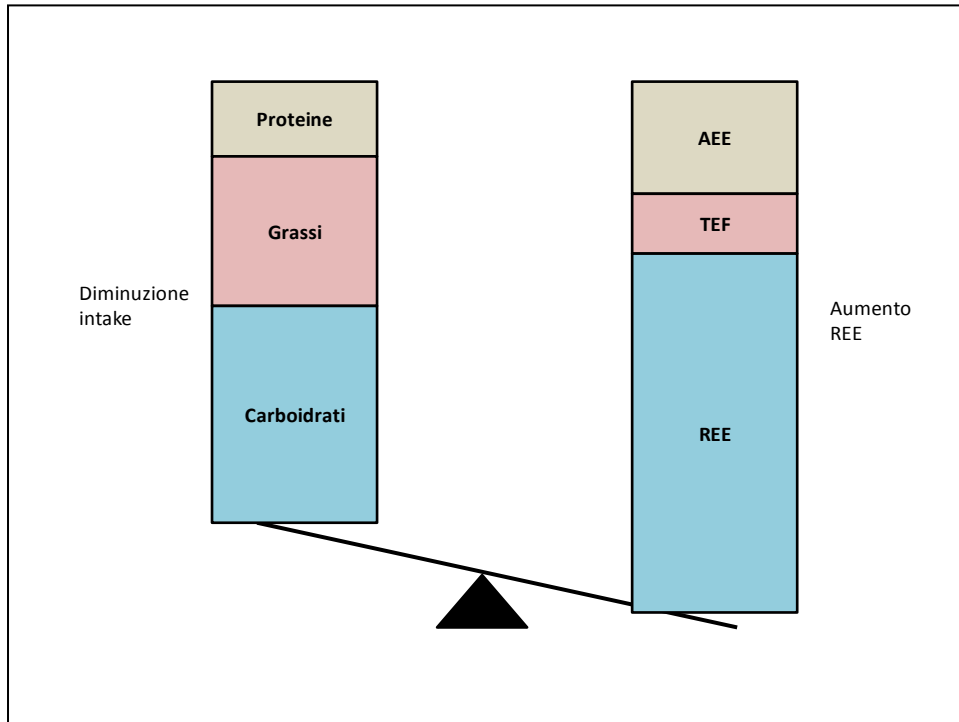 Proteine
Grassi
Carboidrati
Diminuzione
intake
AEE
TEF
REE
Aumento
REE